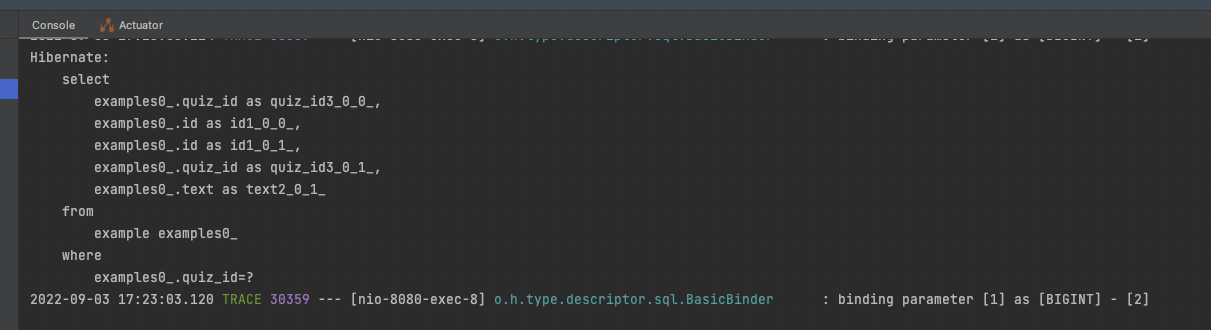 Console Actuator
Hibernate:
    select
        examples0_.quiz_id as quiz_id3_0_0_,
        examples0_.id as id1_0_0_,
        examples0_.id as id1_0_1_,
        examples0_.quiz_id as quiz_id3_0_1_,
        examples0_.text as text2_0_1_
    from
        example examples0_
    where
        examples0_.quiz_id=?
2022-09-03 17:23:03.120 TRACE 30359 --- [nio-8080-exec-8] o.h.type.descriptor.sql.BasicBinder      : binding parameter [1] as [BIGINT] - [2]